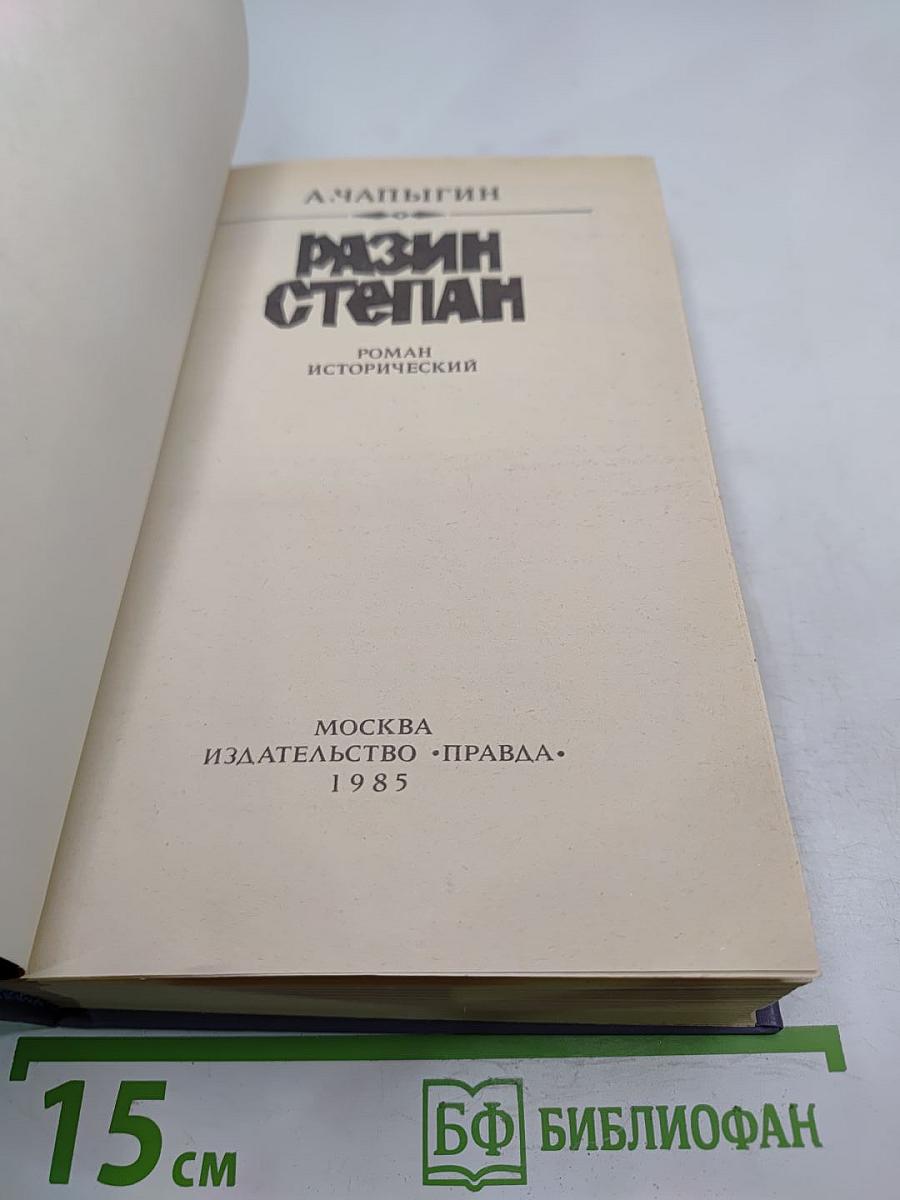 А.ЧАПЫГИН
РАЗИН
СТЕПАН
РОМАН
ИСТОРИЧЕСКИЙ
МОСКВА
ИЗДАТЕЛЬСТВО «ПРАВДА»
1985
15 см
БФ БИБЛИОФАН